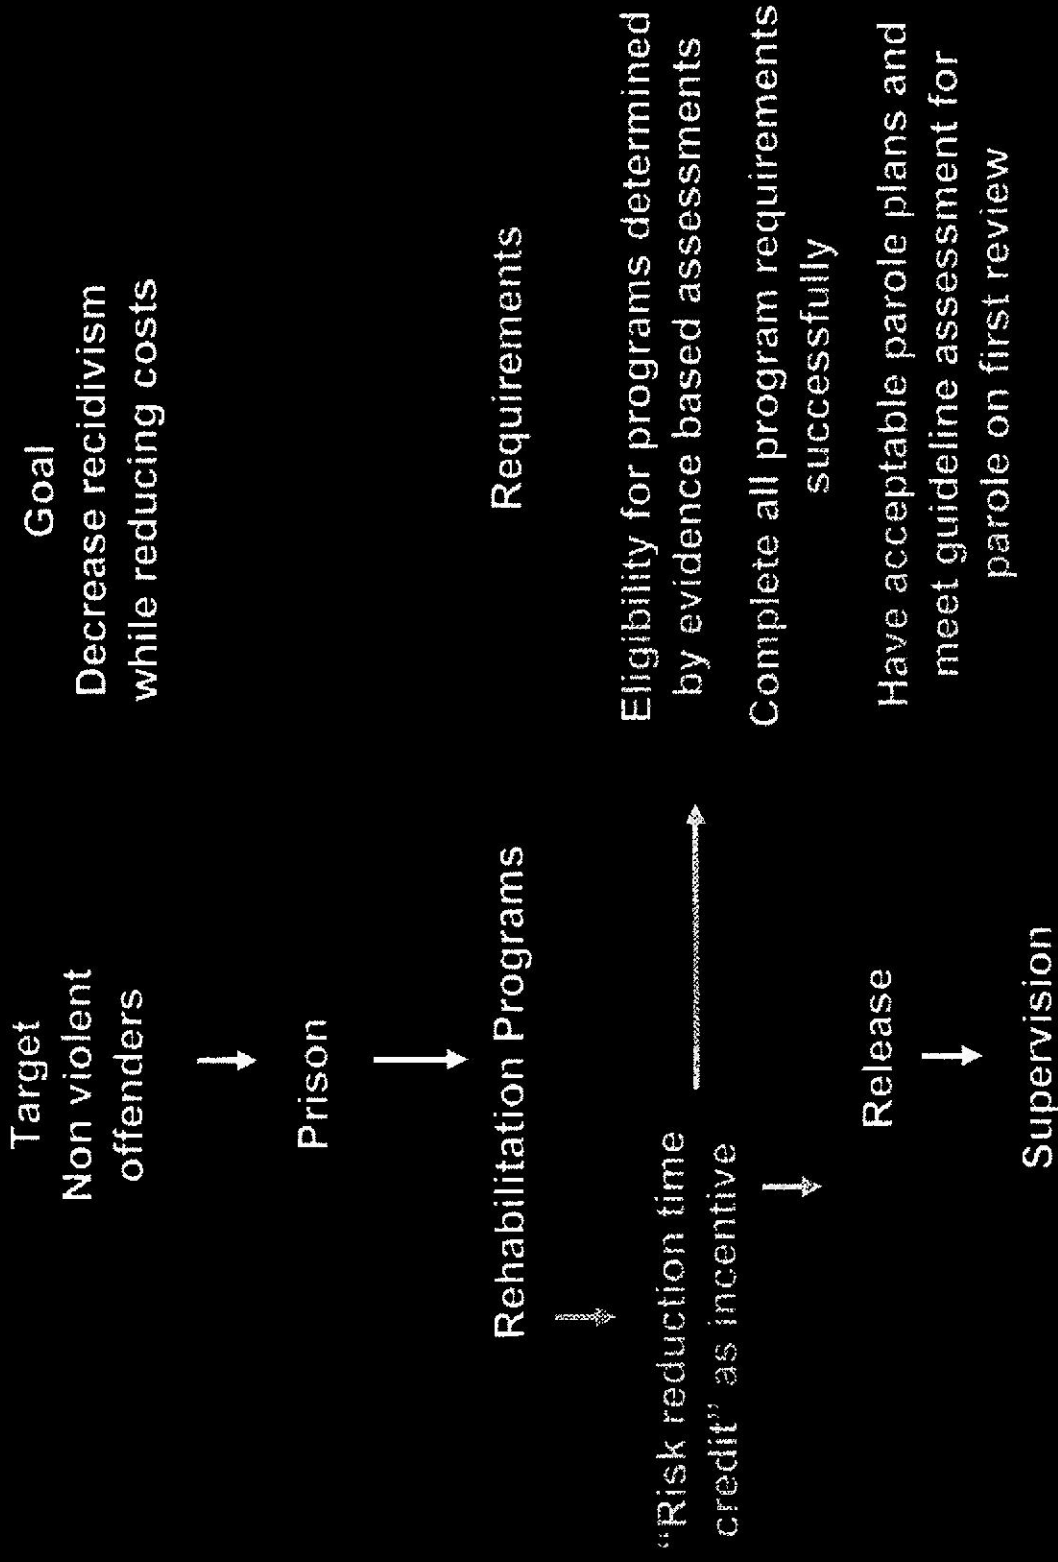 Target
Non violent
offenders
Prison
Rehabilitation Programs
“Risk reduction time
credit” as incentive
Release
Supervision
Goal
Decrease recidivism
while reducing costs
Requirements
Eligibility for programs determined
by evidence based assessments
Complete all program requirements
successfully
Have acceptable parole plans and
meet guideline assessment for
parole on first review